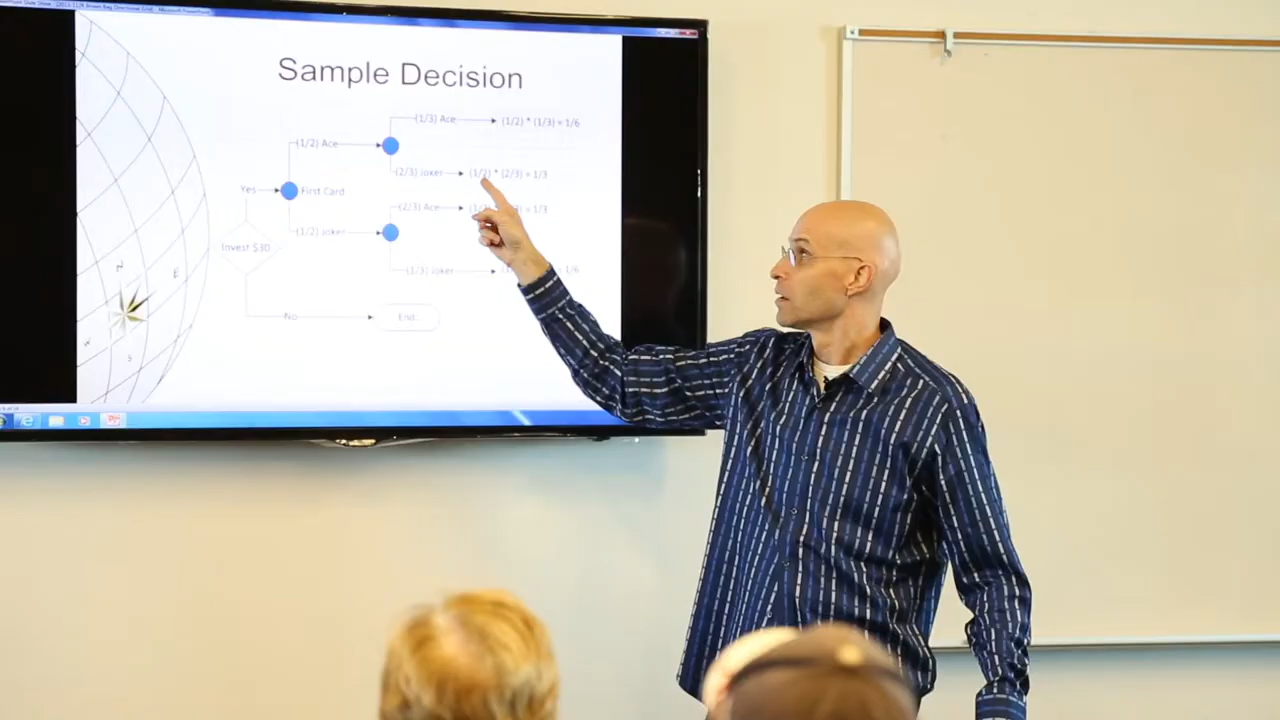 Sample Decision
(1/3) Ace
(1/2) * (1/3) = 1/6
(1/2) Ace
(2/3) Joker
(1/2) * (2/3) = 1/3
Yes
First Card
(2/3) Ace
= 1/3
(1/2) Joker
Invest $30
(1/3) Joker
= 1/6
N
E
No
End
W
S